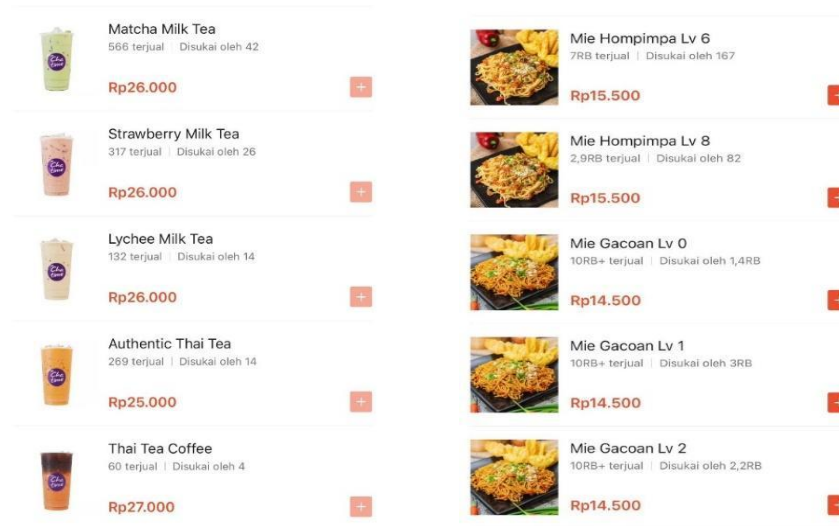 Matcha Milk Tea
566 terjual | Disukai oleh 42
Rp26.000
Strawberry Milk Tea
317 terjual | Disukai oleh 26
Rp26.000
Lychee Milk Tea
132 terjual | Disukai oleh 14
Rp26.000
Authentic Thai Tea
269 terjual | Disukai oleh 14
Rp25.000
Thai Tea Coffee
60 terjual | Disukai oleh 4
Rp27.000
Mie Hompimpa Lv 6
7RB terjual | Disukai oleh 167
Rp15.500
Mie Hompimpa Lv 8
2,9RB terjual | Disukai oleh 82
Rp15.500
Mie Gacoan Lv 0
10RB+ terjual | Disukai oleh 1,4RB
Rp14.500
Mie Gacoan Lv 1
10RB+ terjual | Disukai oleh 3RB
Rp14.500
Mie Gacoan Lv 2
10RB+ terjual | Disukai oleh 2,2RB
Rp14.500